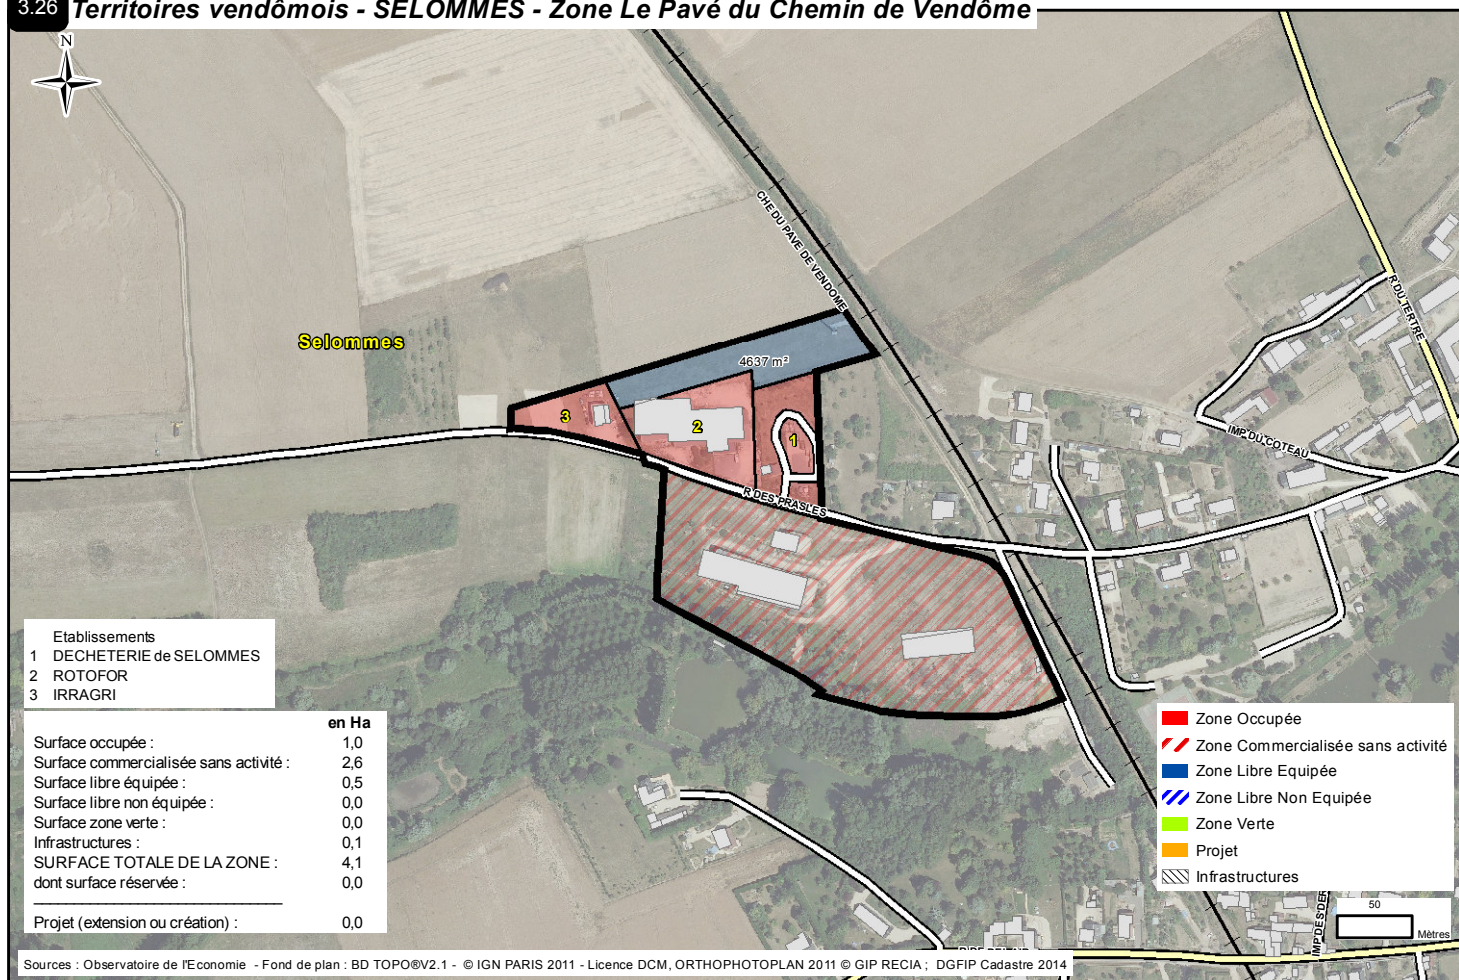 3.26 Territoires vendômois - SELOMMES - Zone Le Pavé du Chemin de Vendôme
N
CHE DU PAVE DE VENDOME
R DU TERTRE
Selommes
4637 m²
3
2
1
IMP DU COTEAU
R DES PRASLES
Etablissements
1 DECHETERIE de SELOMMES
2 ROTOFOR
3 IRRAGRI
en Ha
Surface occupée : 1,0
Surface commercialisée sans activité : 2,6
Surface libre équipée : 0,5
Surface libre non équipée : 0,0
Surface zone verte : 0,0
Infrastructures : 0,1
SURFACE TOTALE DE LA ZONE : 4,1
dont surface réservée : 0,0
Projet (extension ou création) : 0,0
Zone Occupée
Zone Commercialisée sans activité
Zone Libre Equipée
Zone Libre Non Equipée
Zone Verte
Projet
Infrastructures
50
Mètres
IMP DES
Sources : Observatoire de l'Economie - Fond de plan : BD TOPO®V2.1 - © IGN PARIS 2011 - Licence DCM, ORTHOPHOTOPLAN 2011 © GIP RECIA ; DGFIP Cadastre 2014